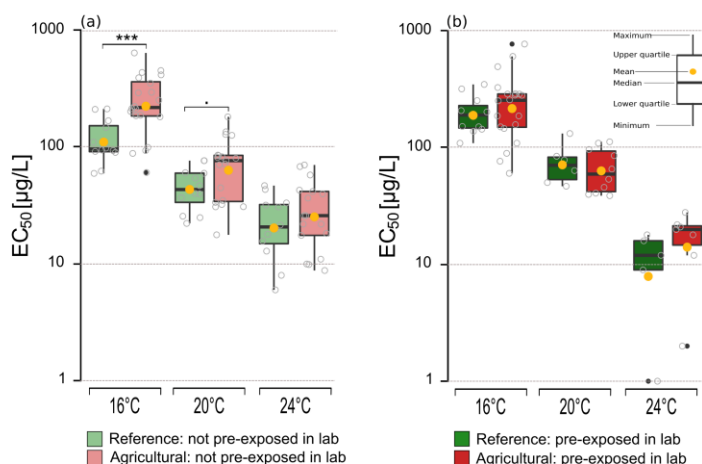 (a)
1000
100
10
1
EC50 [µg/L]
***
.
16°C 20°C 24°C
Reference: not pre-exposed in lab
Agricultural: not pre-exposed in lab
(b)
1000
100
10
1
EC50 [µg/L]
Maximum
Upper quartile
Mean
Median
Lower quartile
Minimum
16°C 20°C 24°C
Reference: pre-exposed in lab
Agricultural: pre-exposed in lab